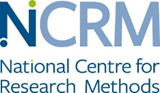 NCRM
National Centre for
Research Methods